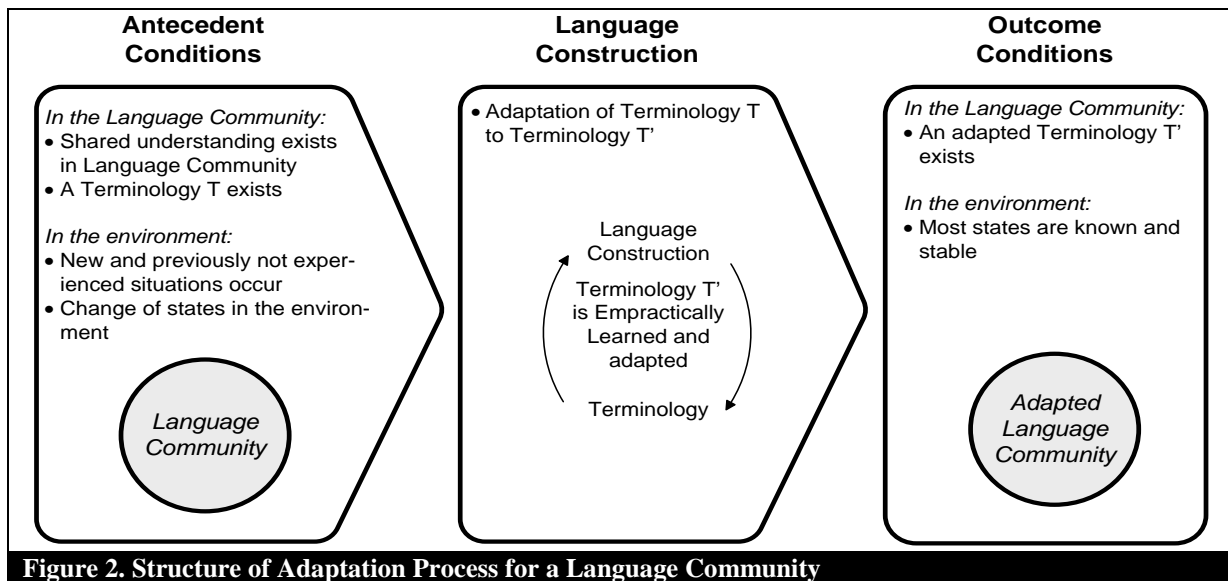 Antecedent
Conditions
In the Language Community:
• Shared understanding exists
in Language Community
• A Terminology T exists
In the environment:
• New and previously not exper-
ienced situations occur
• Change of states in the environ-
ment
Language
Community
Language
Construction
• Adaptation of Terminology T
to Terminology T’
Language
Construction
Terminology T’
is Empractically
Learned and
adapted
Terminology
Outcome
Conditions
In the Language Community:
• An adapted Terminology T’
exists
In the environment:
• Most states are known and
stable
Adapted
Language
Community
Figure 2. Structure of Adaptation Process for a Language Community